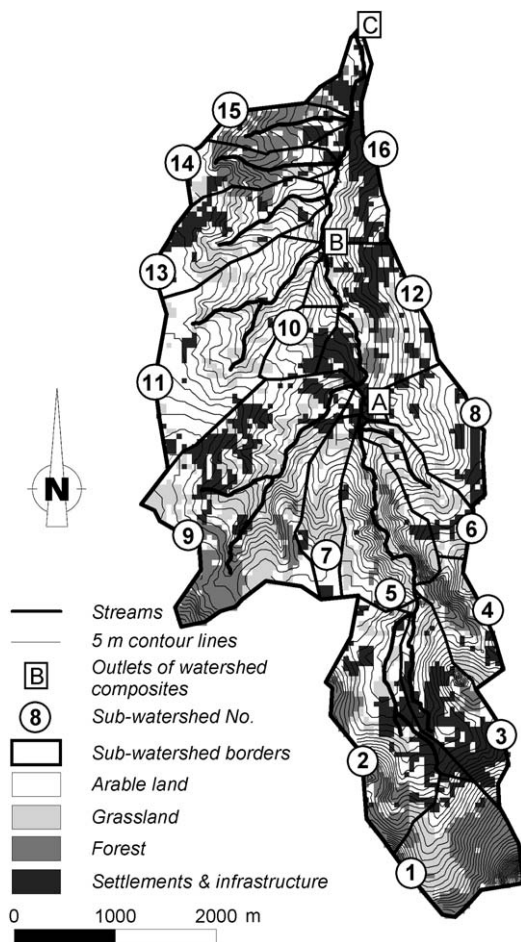 C
15
14
16
B
13
12
10
11
A
8
N
6
9
7
5
4
3
2
1
Streams
5 m contour lines
B Outlets of watershed
composites
8 Sub-watershed No.
Sub-watershed borders
Arable land
Grassland
Forest
Settlements & infrastructure
0 1000 2000 m